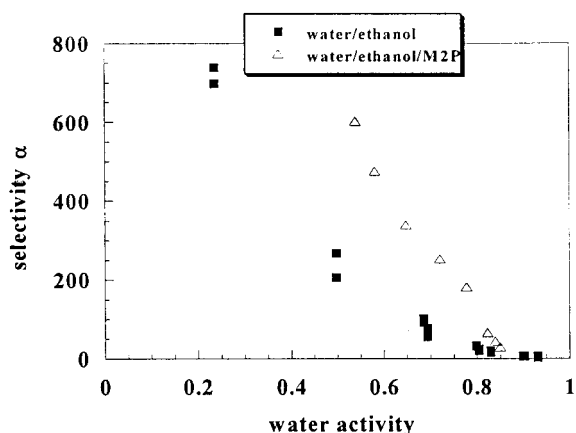 water/ethanol
water/ethanol/M2P
800
600
400
200
0
selectivity α
0
0.2
0.4
0.6
0.8
1
water activity